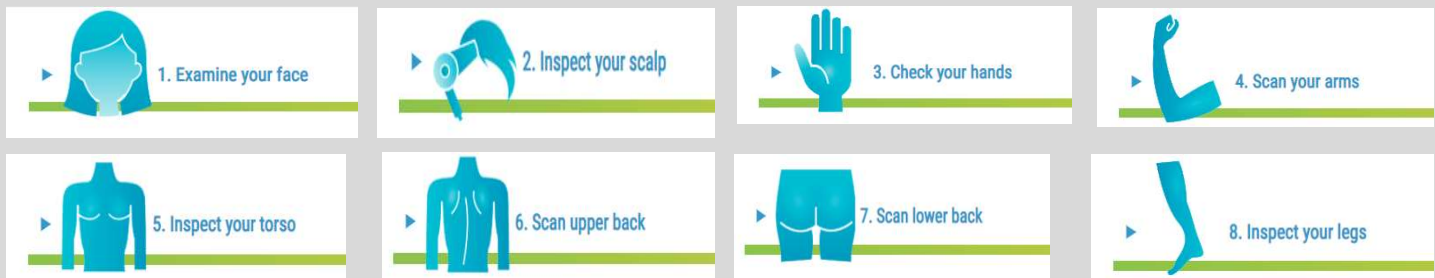 1. Examine your face
2. Inspect your scalp
3. Check your hands
4. Scan your arms
5. Inspect your torso
6. Scan upper back
7. Scan lower back
8. Inspect your legs